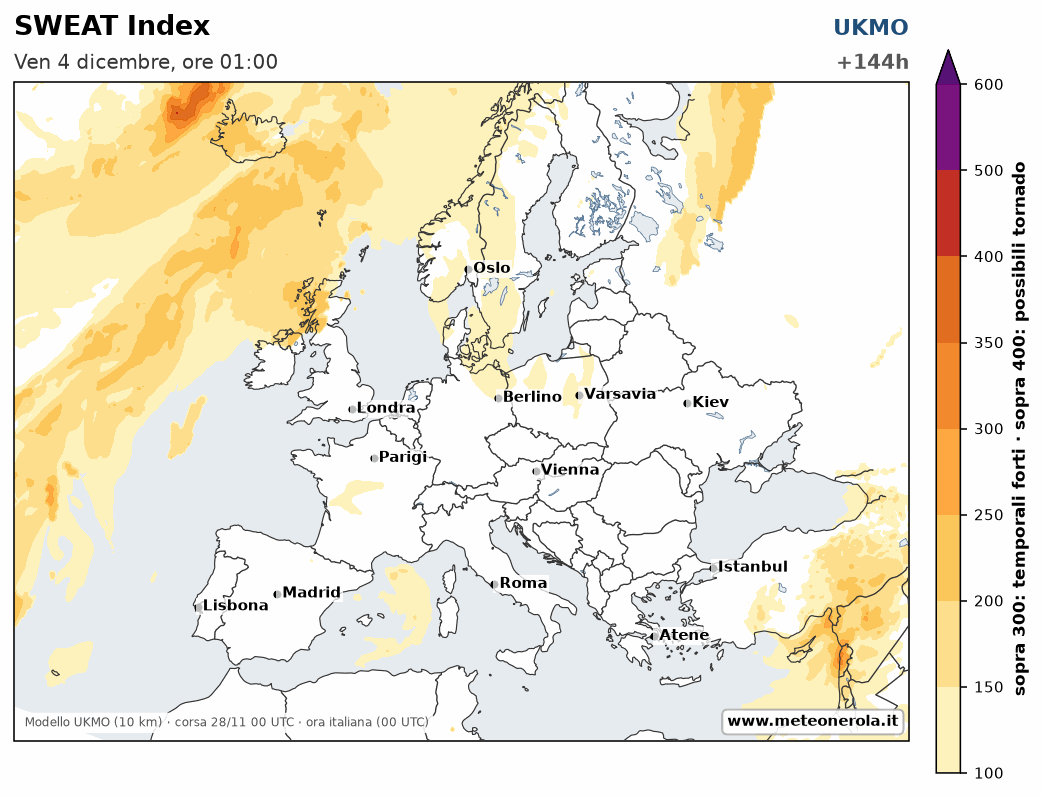 SWEAT Index
UKMO
Ven 4 dicembre, ore 01:00
+144h
600
500
400
350
300
250
200
150
100
sopra 300: temporali forti · sopra 400: possibili tornado
Oslo
Berlino
Varsavia
Kiev
Londra
Parigi
Vienna
Istanbul
Roma
Madrid
Lisbona
Atene
Modello UKMO (10 km) · corsa 28/11 00 UTC · ora italiana (00 UTC)
www.meteonerola.it